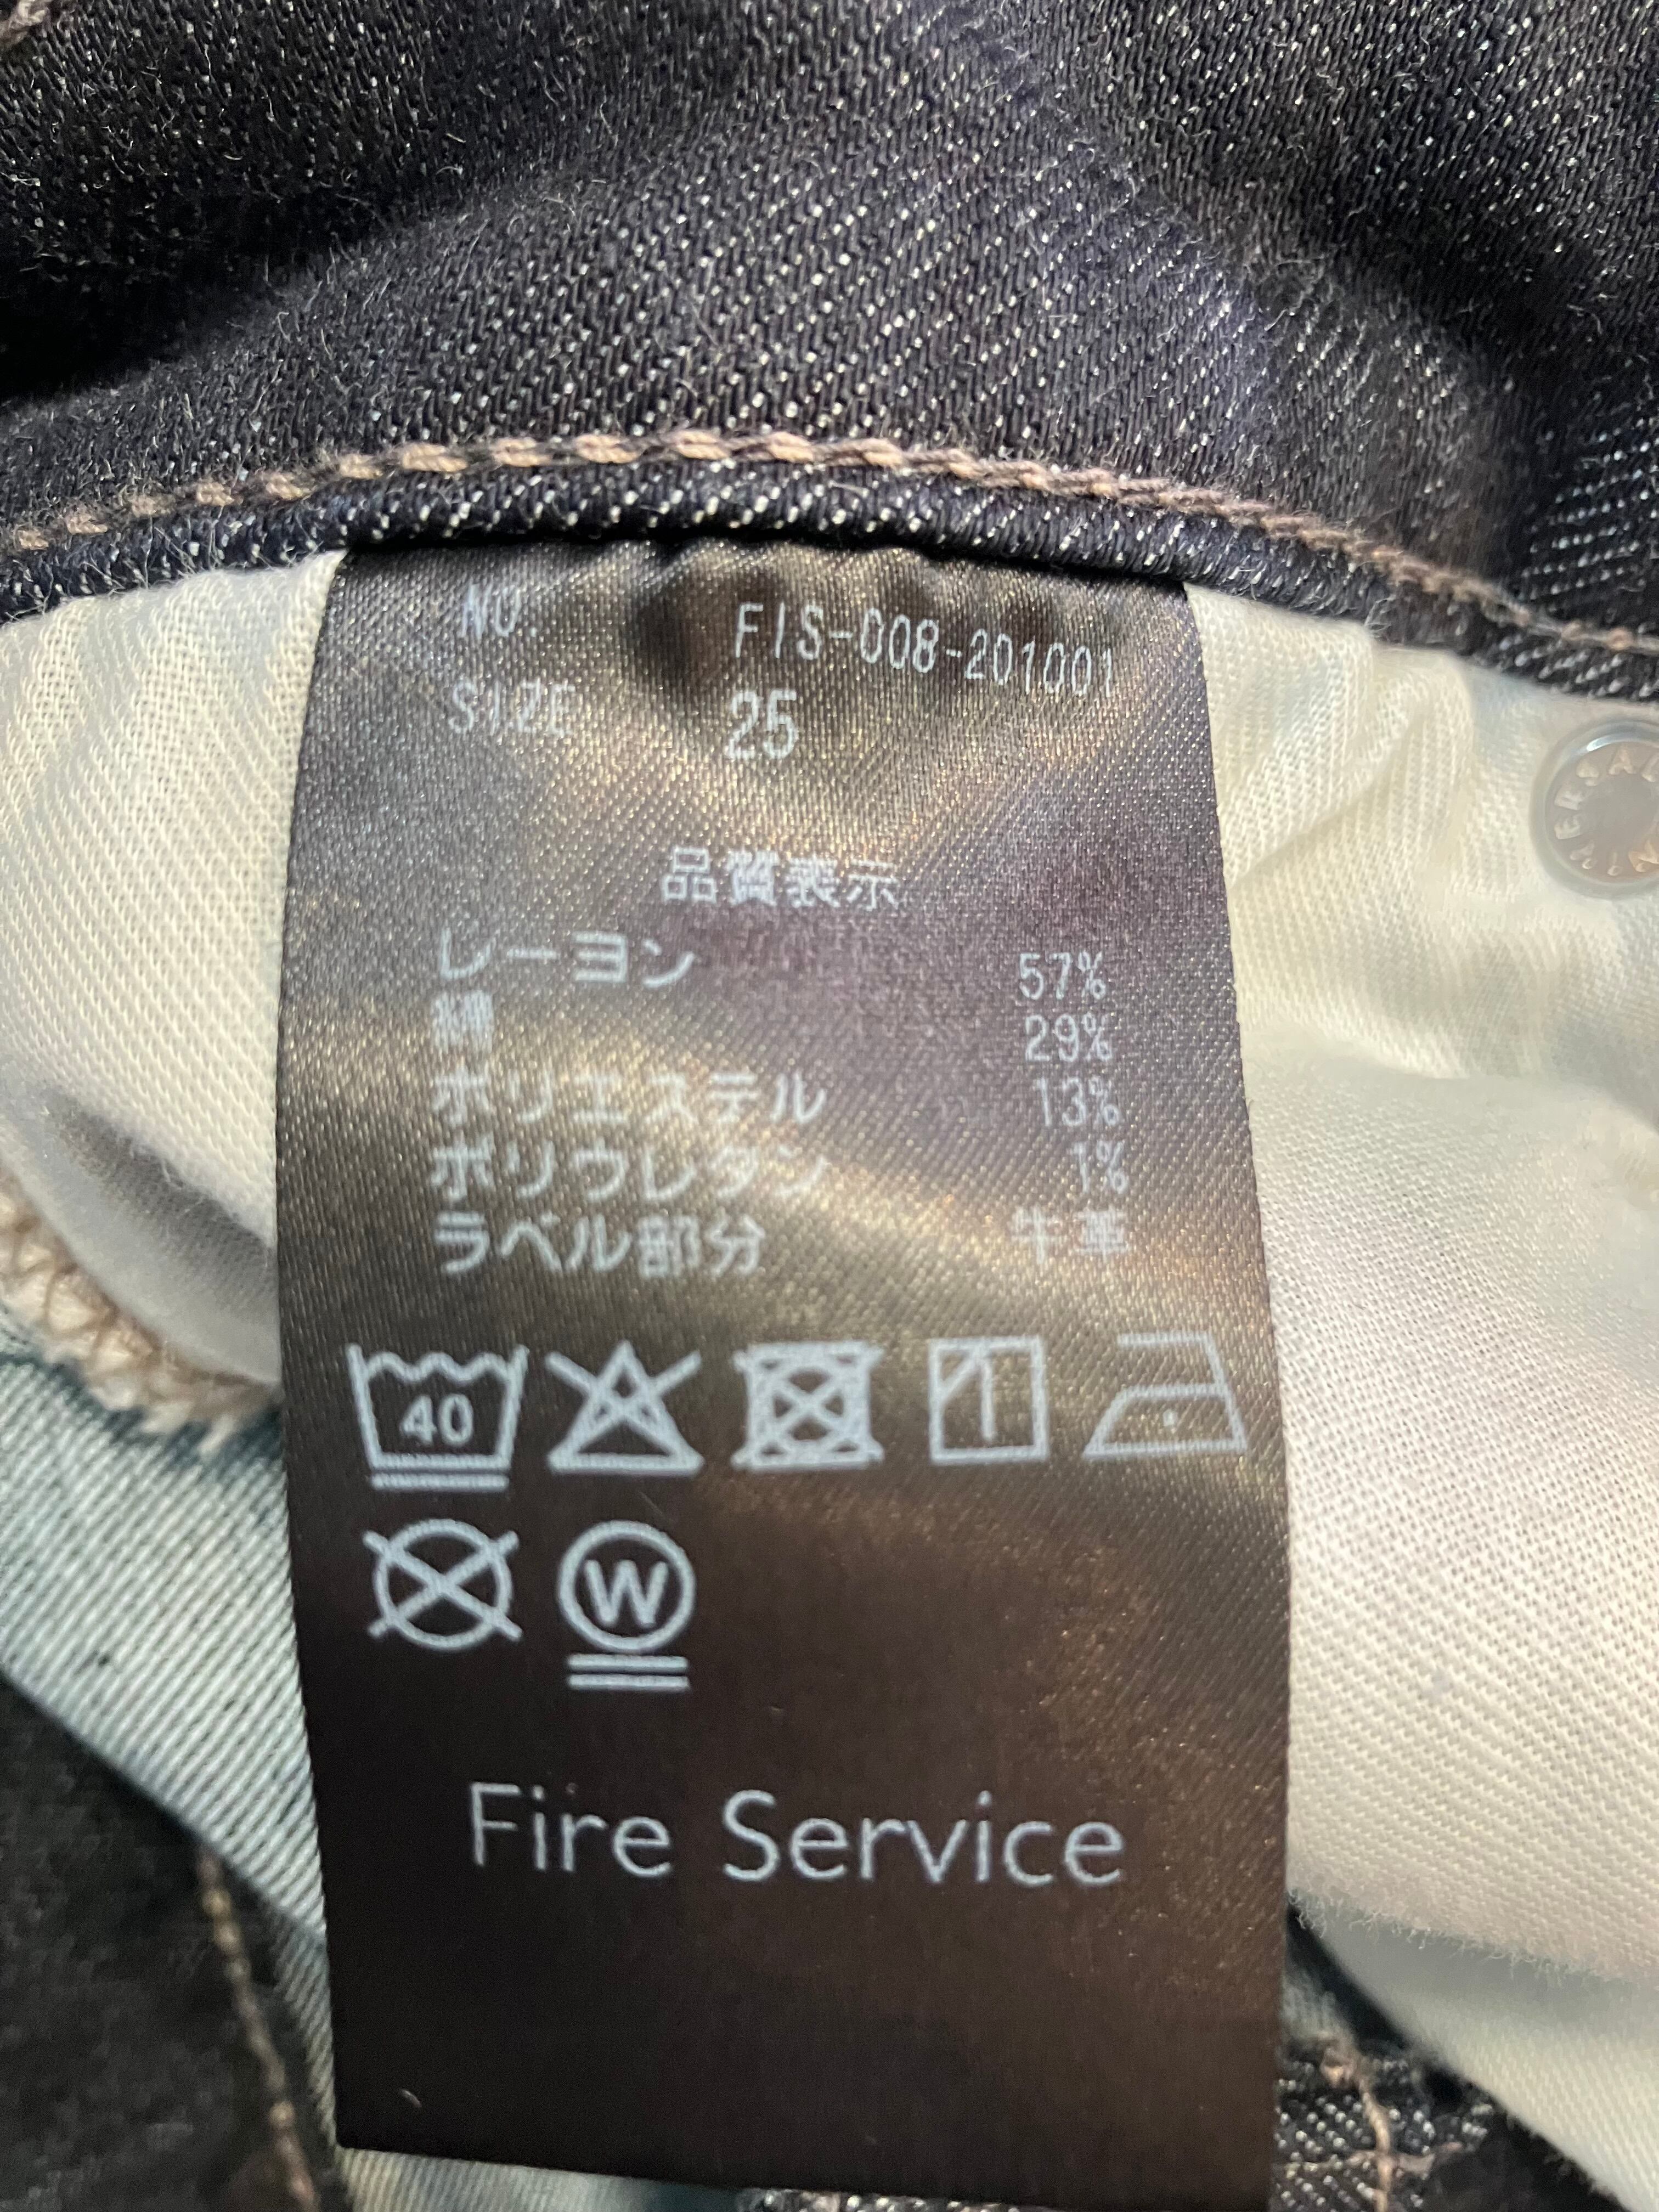 NO. FIS-008-201001
SIZE 25
品質表示
レーヨン 57%
綿 29%
ポリエステル 13%
ポリウレタン 1%
ラベル部分 牛革
40
W
Fire Service